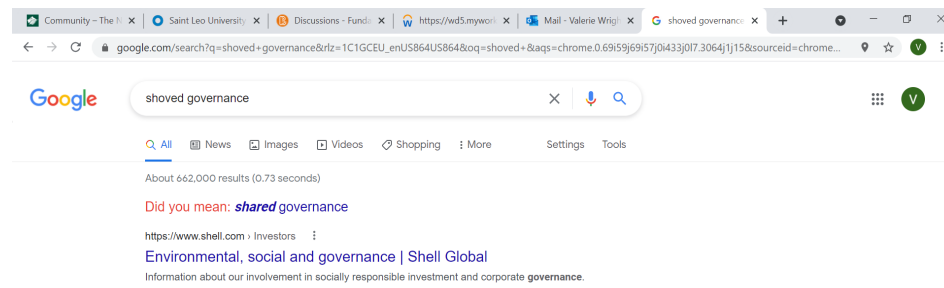 Community – The N
Saint Leo University
Discussions - Funda
https://wd5.mywork
Mail - Valerie Wrigh
shoved governance
google.com/search?q=shoved+governance&rlz=1C1GCEU_enUS864US864&oq=shoved+&aqs=chrome.0.69i59j69i57j0i433j0l7.3064j1j15&sourceid=chrome...
V
Google
shoved governance
V
All News Images Videos Shopping More Settings Tools
About 662,000 results (0.73 seconds)
Did you mean: shared governance
https://www.shell.com › Investors
Environmental, social and governance | Shell Global
Information about our involvement in socially responsible investment and corporate governance.